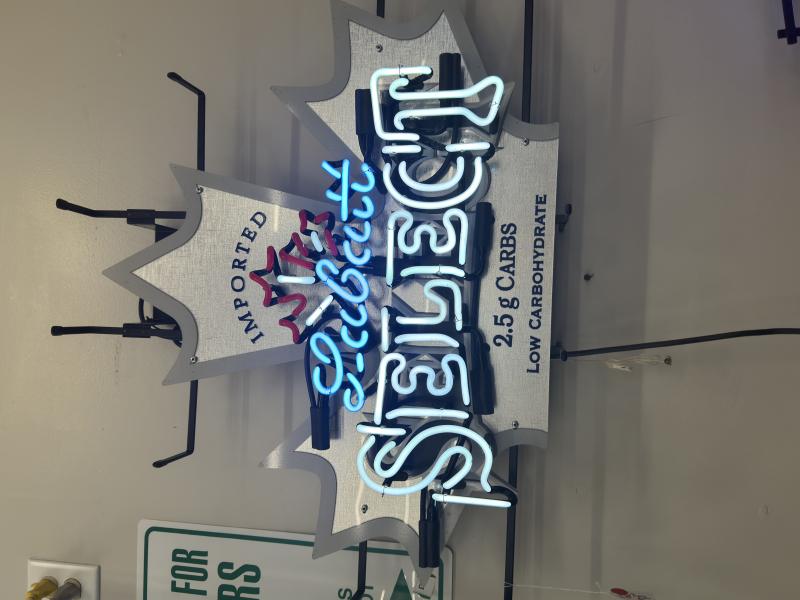 IMPORTED
Labatt
SELECT
2.5 g CARBS
LOW CARBOHYDRATE
FOR
RS